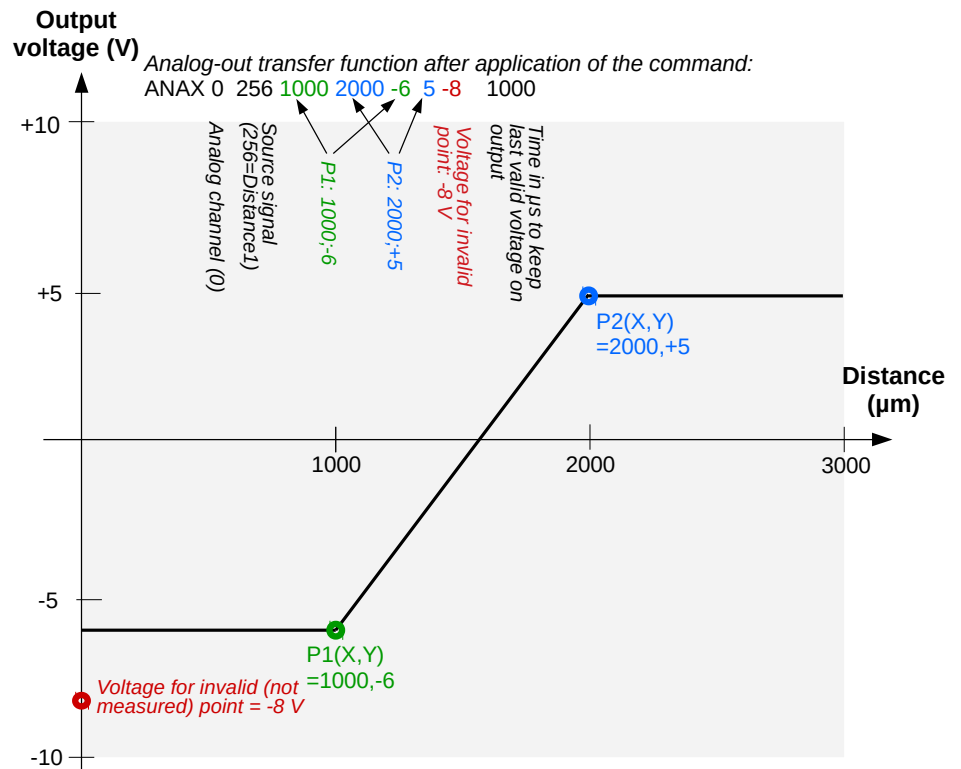 Output
voltage (V)
Analog-out transfer function after application of the command:
ANAX 0 256 1000 2000 -6 5 -8 1000
+10
Analog channel (0)
Source signal
(256=Distance1)
P1: 1000;-6
P2: 2000;+5
Voltage for invalid
point: -8 V
Time in µs to keep
last valid voltage on
output
+5
P2(X,Y)
=2000,+5
Distance
(µm)
1000
2000
3000
-5
P1(X,Y)
=1000,-6
Voltage for invalid (not
measured) point = -8 V
-10